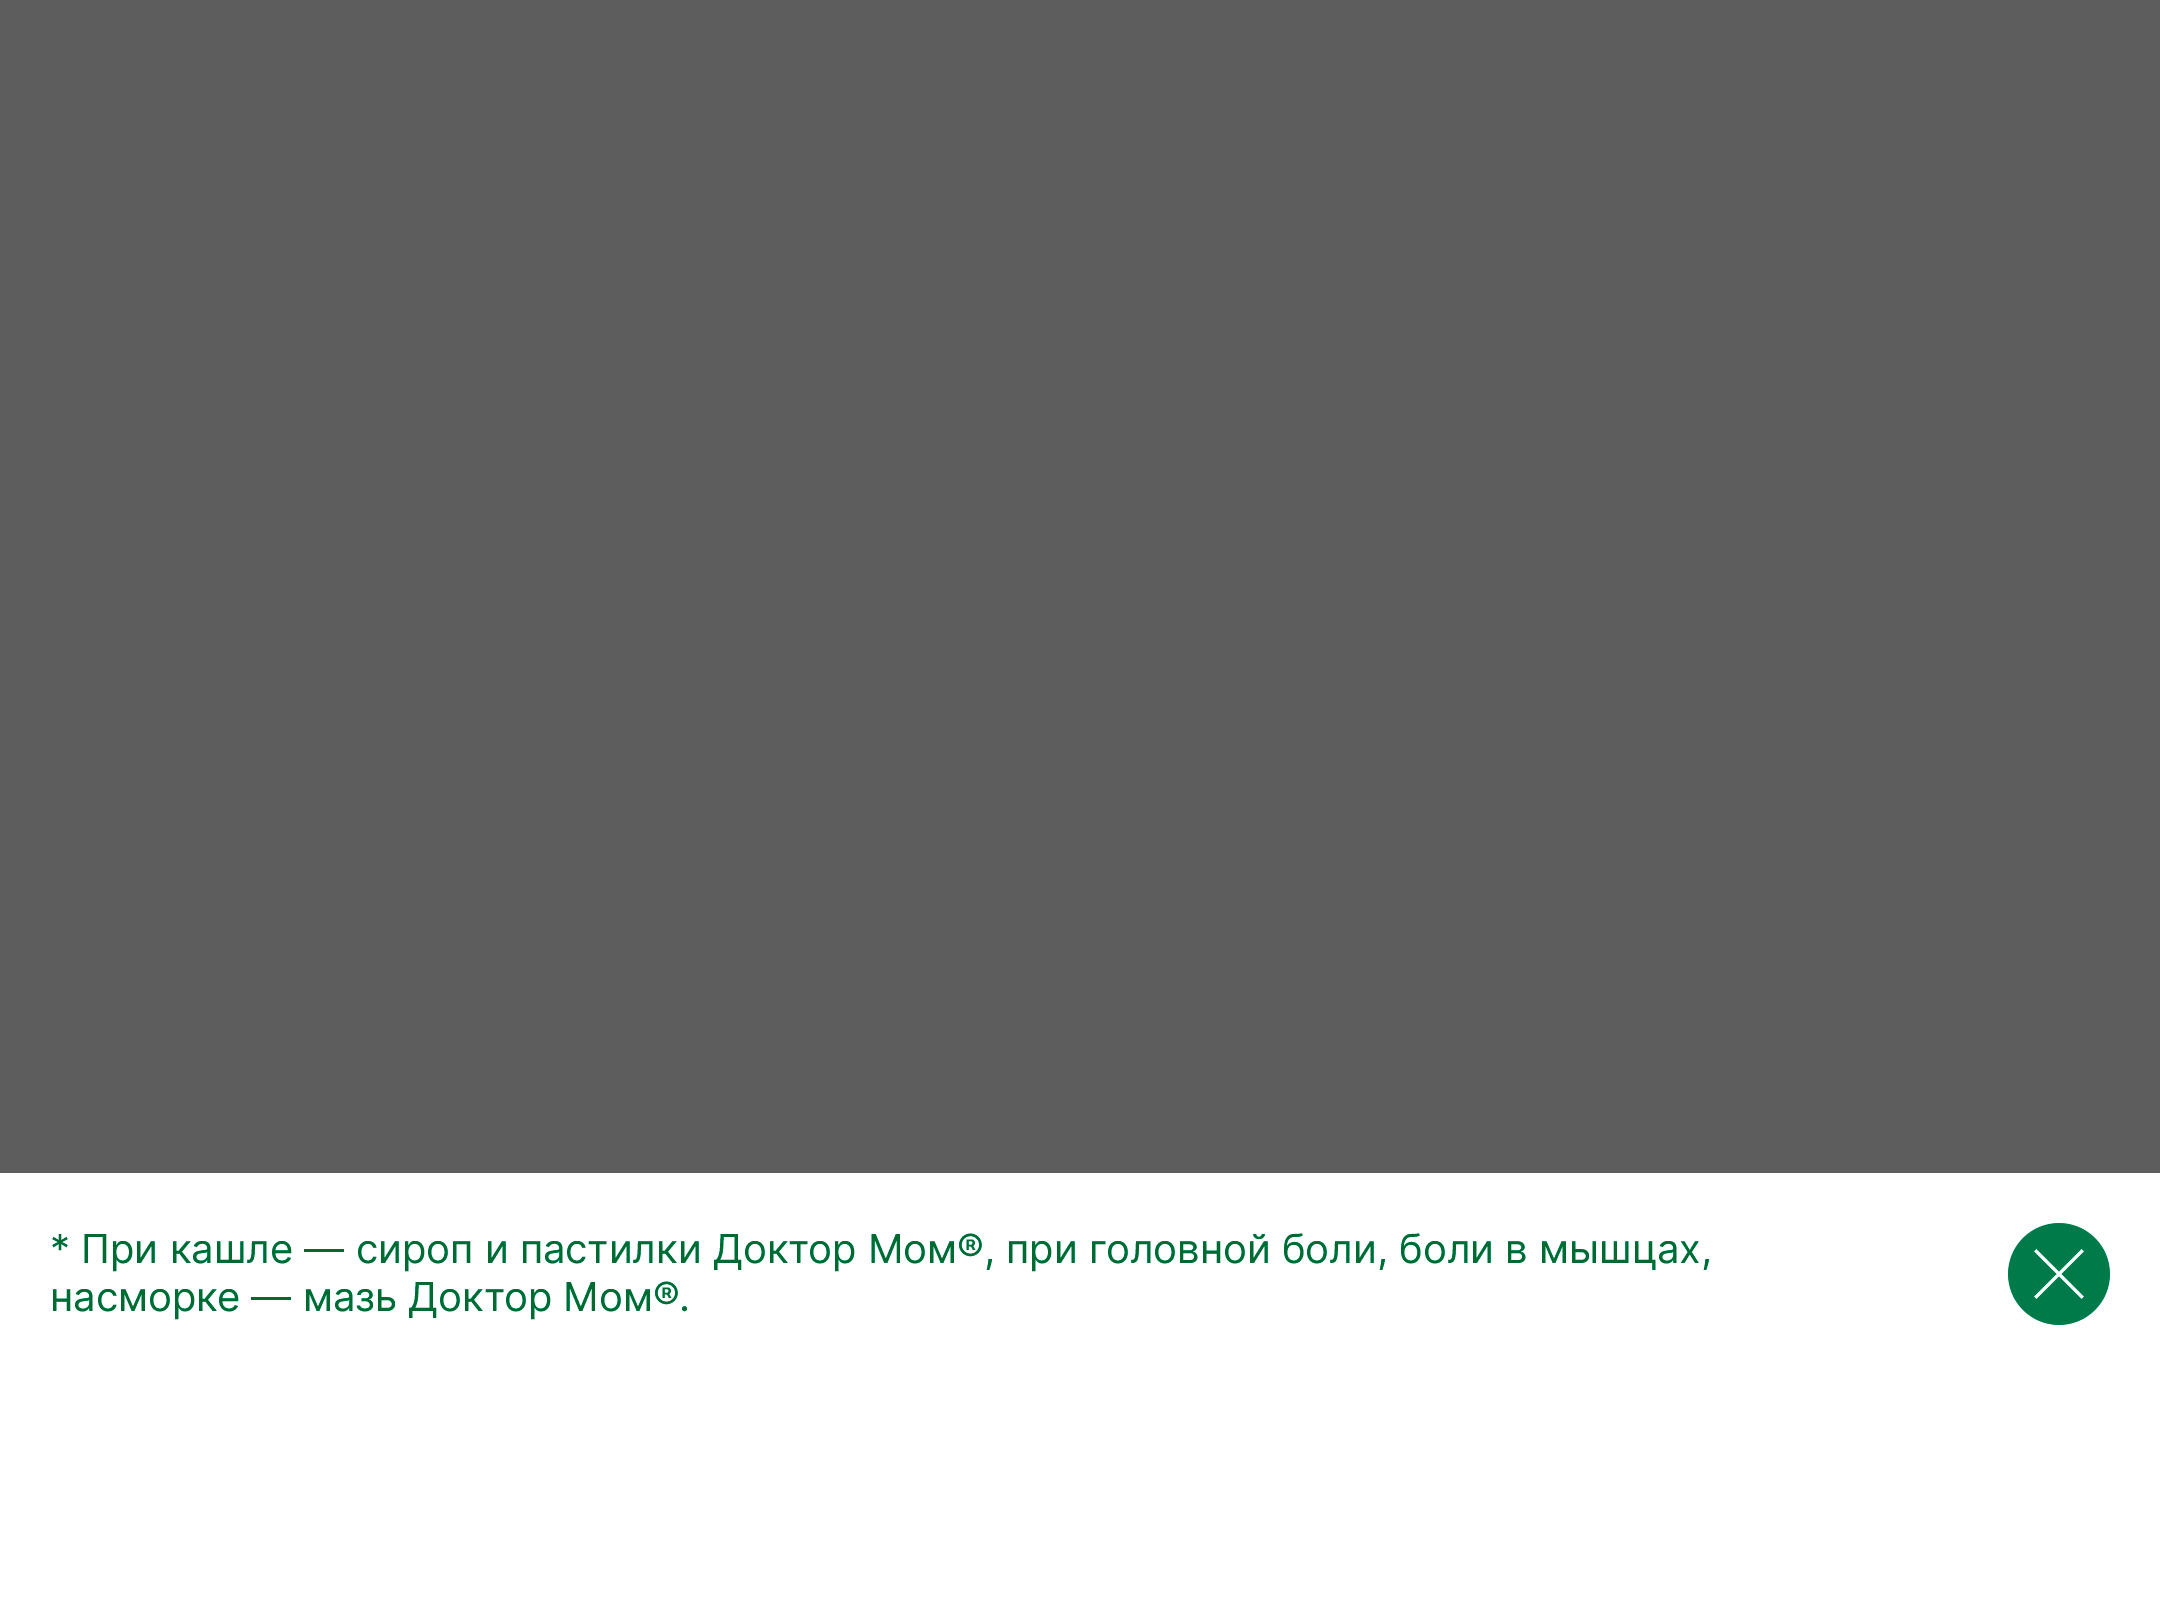 * При кашле — сироп и пастилки Доктор Мом®, при головной боли, боли в мышцах,
насморке — мазь Доктор Мом®.